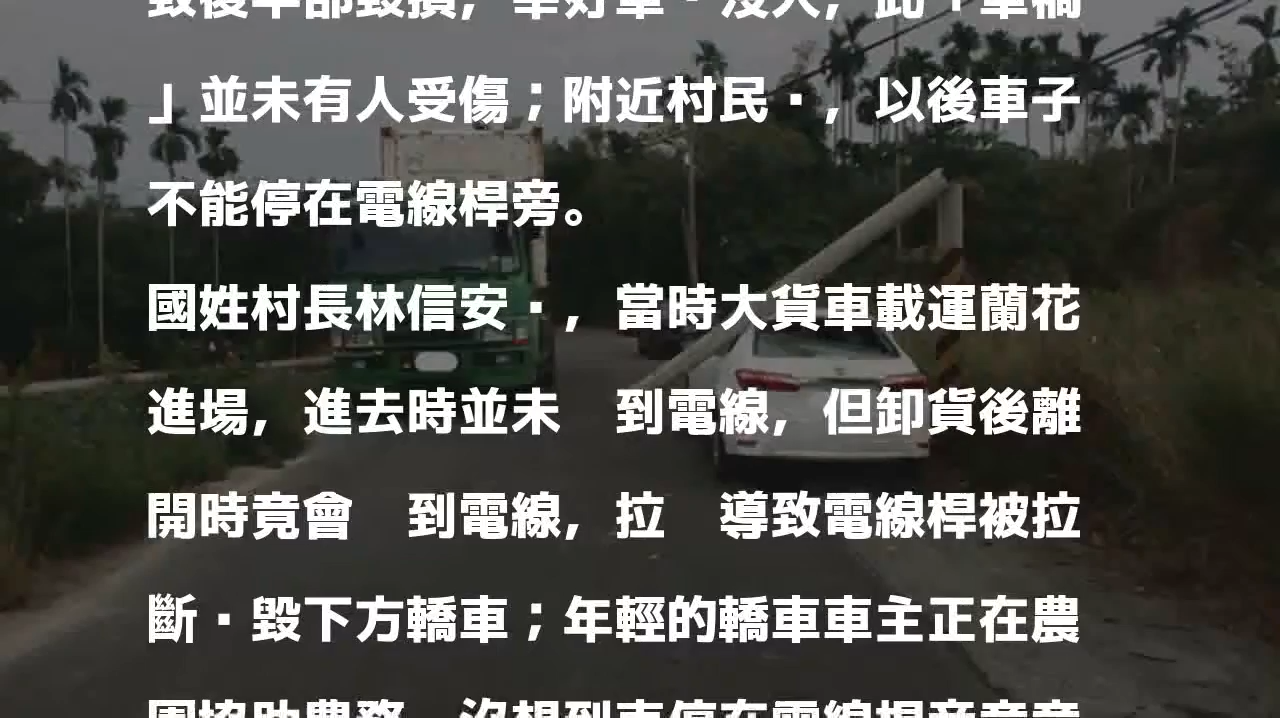 」並未有人受傷；附近村民▪，以後車子
不能停在電線桿旁。
國姓村長林信安▪，當時大貨車載運蘭花
進場，進去時並未　到電線，但卸貨後離
開時竟會　到電線，拉　導致電線桿被拉
斷▪毀下方轎車；年輕的轎車車主正在農